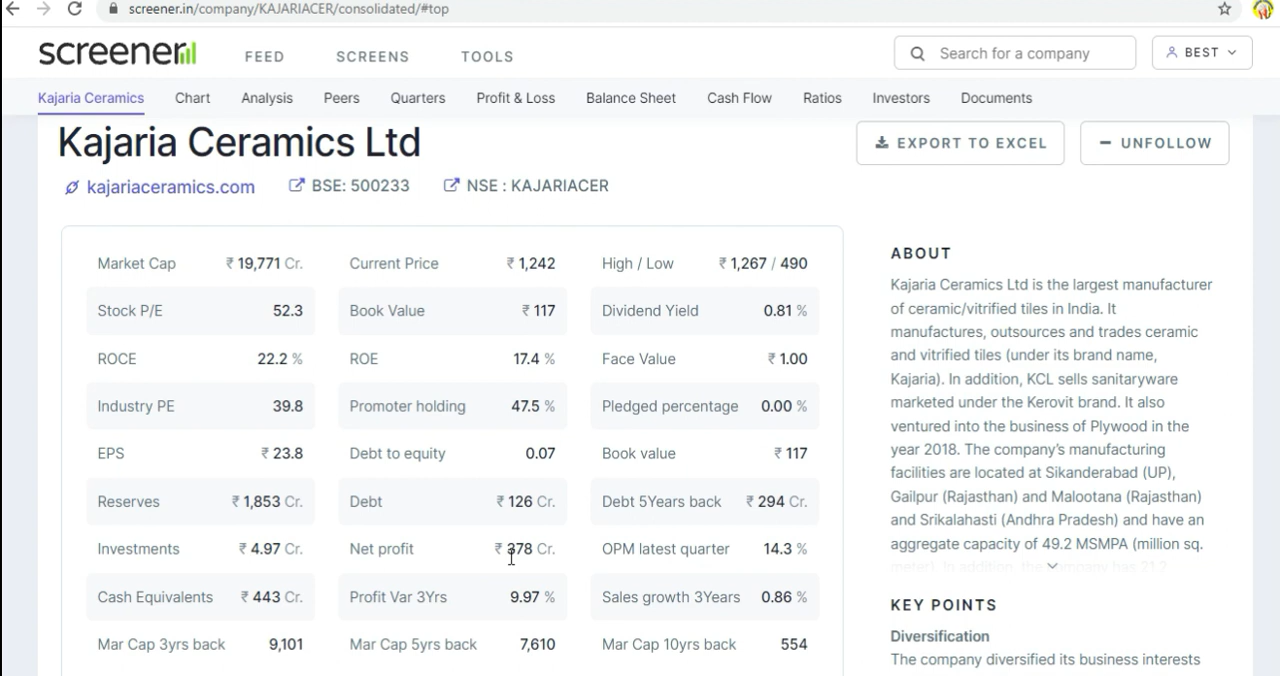 screener.in/company/KAJARIACER/consolidated/#top
screener
FEED SCREENS TOOLS
Search for a company
BEST
Kajaria Ceramics Chart Analysis Peers Quarters Profit & Loss Balance Sheet Cash Flow Ratios Investors Documents
Kajaria Ceramics Ltd
EXPORT TO EXCEL
UNFOLLOW
kajariaceramics.com BSE: 500233 NSE : KAJARIACER
Market Cap ₹ 19,771 Cr. Current Price ₹ 1,242 High / Low ₹ 1,267 / 490
Stock P/E 52.3 Book Value ₹ 117 Dividend Yield 0.81 %
ROCE 22.2 % ROE 17.4 % Face Value ₹ 1.00
Industry PE 39.8 Promoter holding 47.5 % Pledged percentage 0.00 %
EPS ₹ 23.8 Debt to equity 0.07 Book value ₹ 117
Reserves ₹ 1,853 Cr. Debt ₹ 126 Cr. Debt 5Years back ₹ 294 Cr.
Investments ₹ 4.97 Cr. Net profit ₹ 378 Cr. OPM latest quarter 14.3 %
Cash Equivalents ₹ 443 Cr. Profit Var 3Yrs 9.97 % Sales growth 3Years 0.86 %
Mar Cap 3yrs back 9,101 Mar Cap 5yrs back 7,610 Mar Cap 10yrs back 554
ABOUT
Kajaria Ceramics Ltd is the largest manufacturer
of ceramic/vitrified tiles in India. It
manufactures, outsources and trades ceramic
and vitrified tiles (under its brand name,
Kajaria). In addition, KCL sells sanitaryware
marketed under the Kerovit brand. It also
ventured into the business of Plywood in the
year 2018. The company's manufacturing
facilities are located at Sikanderabad (UP),
Gailpur (Rajasthan) and Malootana (Rajasthan)
and Srikalahasti (Andhra Pradesh) and have an
aggregate capacity of 49.2 MSMPA (million sq.
meter). In addition, the company has 21.2
KEY POINTS
Diversification
The company diversified its business interests